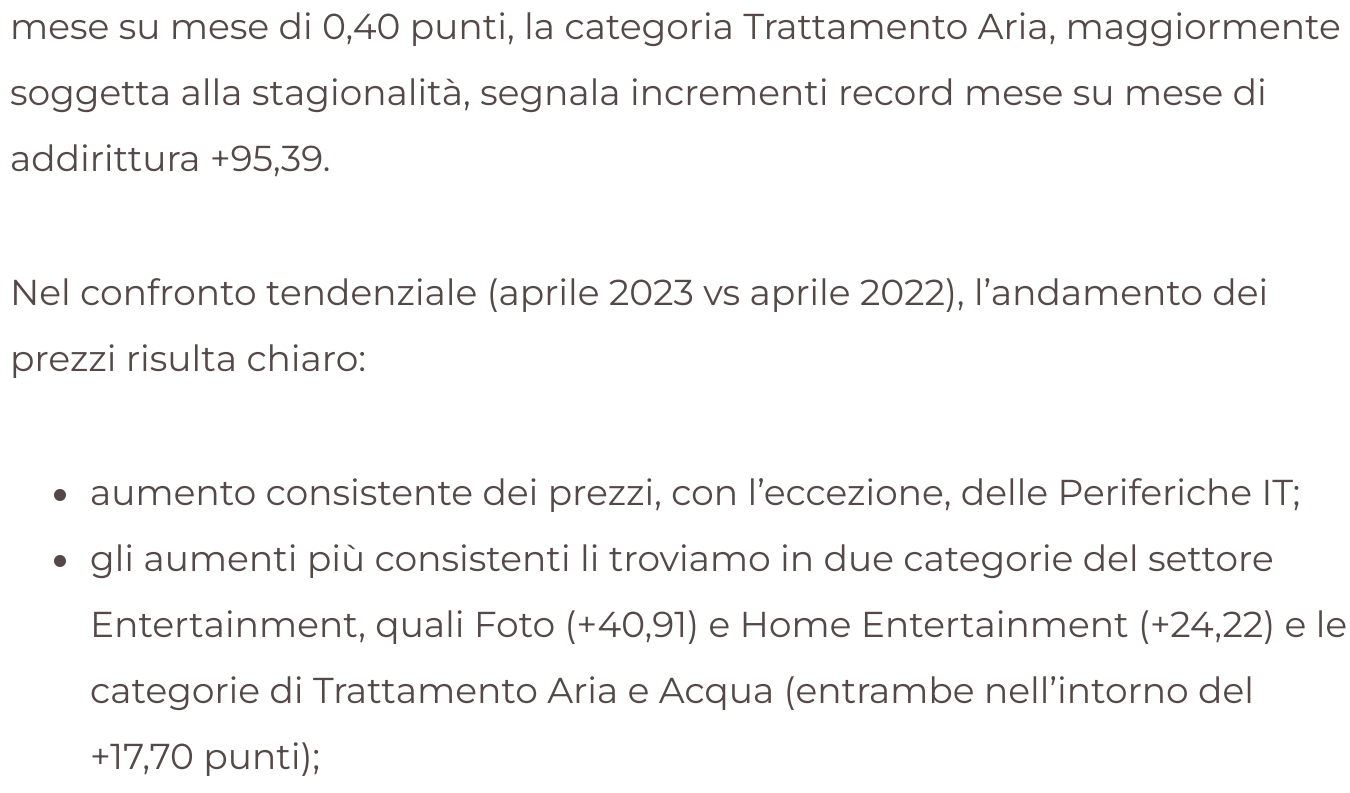 mese su mese di 0,40 punti, la categoria Trattamento Aria, maggiormente
soggetta alla stagionalità, segnala incrementi record mese su mese di
addirittura +95,39.
Nel confronto tendenziale (aprile 2023 vs aprile 2022), l’andamento dei
prezzi risulta chiaro:
• aumento consistente dei prezzi, con l’eccezione, delle Periferiche IT;
• gli aumenti più consistenti li troviamo in due categorie del settore
Entertainment, quali Foto (+40,91) e Home Entertainment (+24,22) e le
categorie di Trattamento Aria e Acqua (entrambe nell’intorno del
+17,70 punti);